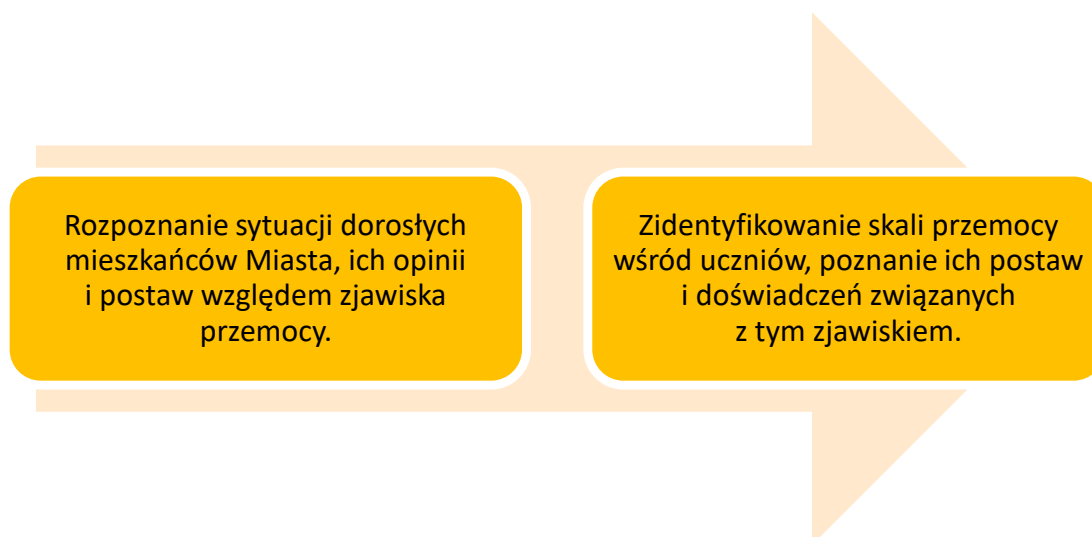 Rozpoznanie sytuacji dorosłych
mieszkańców Miasta, ich opinii
i postaw względem zjawiska
przemocy.
Zidentyfikowanie skali przemocy
wśród uczniów, poznanie ich postaw
i doświadczeń związanych
z tym zjawiskiem.